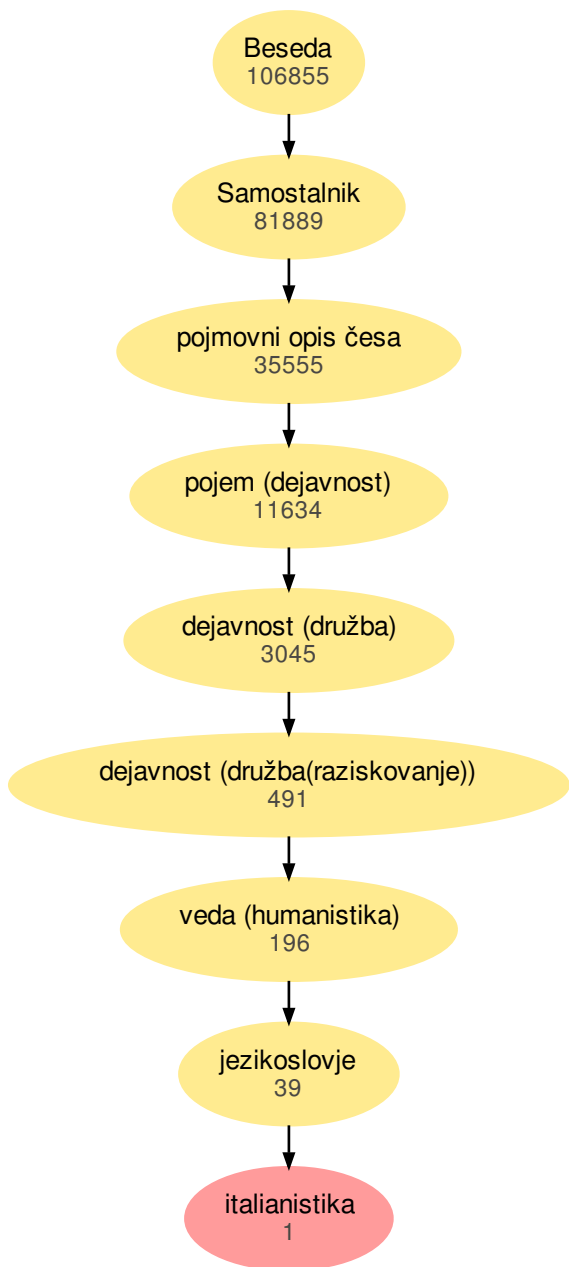 Beseda
106855
Samostalnik
81889
pojmovni opis česa
35555
pojem (dejavnost)
11634
dejavnost (družba)
3045
dejavnost (družba(raziskovanje))
491
veda (humanistika)
196
jezikoslovje
39
italianistika
1